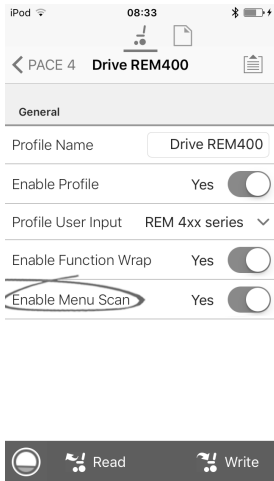 iPod 08:33
PACE 4 Drive REM400
General
Profile Name Drive REM400
Enable Profile Yes
Profile User Input REM 4xx series
Enable Function Wrap Yes
Enable Menu Scan Yes
Read Write